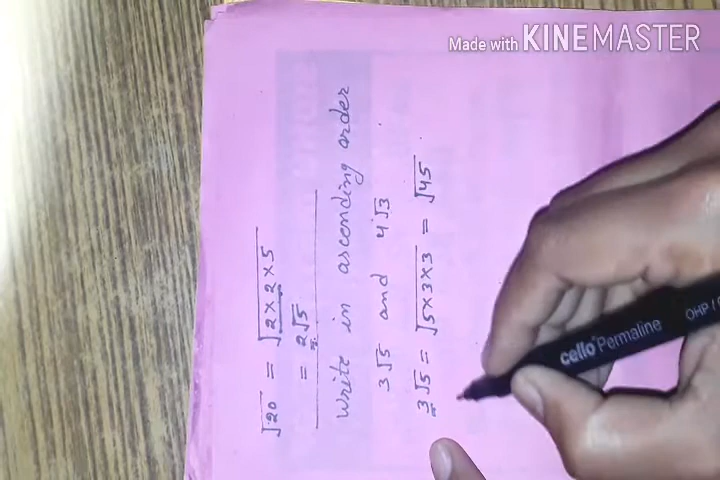 √20 = √2×2×5
= 2√5
Write in ascending order
3√5 and 4√3
3√5 = √5×3×3 = √45
cello Permaline
OHP/
Made with KINEMASTER